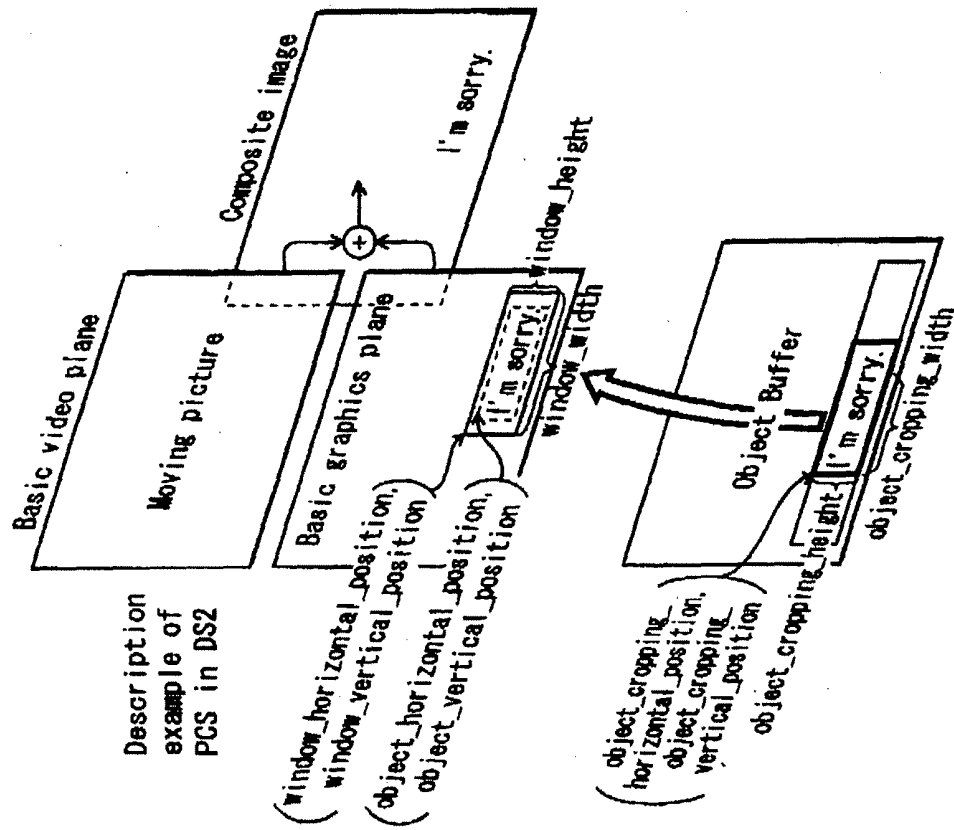 Description
example of
PCS in DS2
Basic video plane
Moving picture
Composite image
I'm sorry.
Basic graphics plane
(window_horizontal_position,
window_vertical_position)
(object_horizontal_position,
object_vertical_position)
I'm sorry.
window_height
window_width
Object Buffer
(object_cropping_
horizontal_position,
object_cropping_
vertical_position)
object_cropping_height
I'm sorry.
object_cropping_width